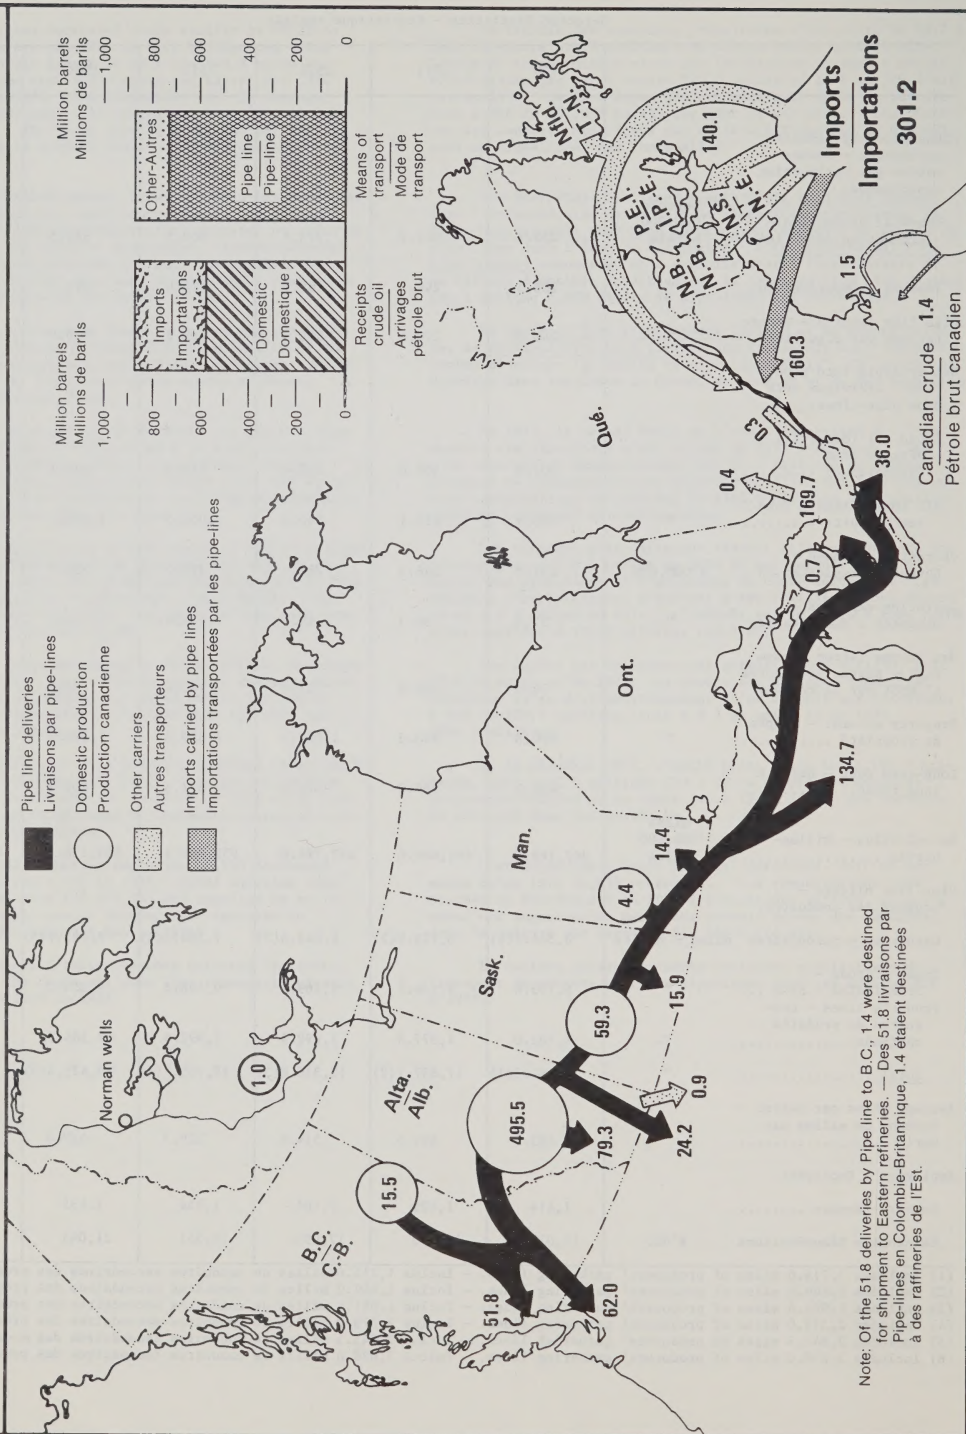 Pipe line deliveries
Livraisons par pipe-lines
Domestic production
Production canadienne
Other carriers
Autres transporteurs
Imports carried by pipe lines
Importations transportées par les pipe-lines
Million barrels
Millions de barils
1,000
800
600
400
200
0
Imports
Importations
Domestic
Domestique
Receipts
crude oil
Arrivages
pétrole brut
Million barrels
Millions de barils
1,000
800
600
400
200
0
Other-Autres
Pipe line
Pipe-line
Means of
transport
Mode de
transport
Norman wells
1.0
B.C.
C.-B.
Alta.
Alb.
Sask.
Man.
Ont.
Qué.
Nfld.
T.-N.
P.E.I.
I.P.-É.
N.B.
N.-B.
N.S.
N.-E.
15.5
51.8
62.0
495.5
79.3
24.2
0.9
59.3
15.9
4.4
14.4
134.7
0.7
36.0
169.7
0.4
0.3
160.3
140.1
Imports
Importations
301.2
1.5
Canadian crude 1.4
Pétrole brut canadien
Note: Of the 51.8 deliveries by Pipe line to B.C., 1.4 were destined
for shipment to Eastern refineries. — Des 51.8 livraisons par
Pipe-lines en Colombie-Britannique, 1.4 étaient destinées
à des raffineries de l'Est.